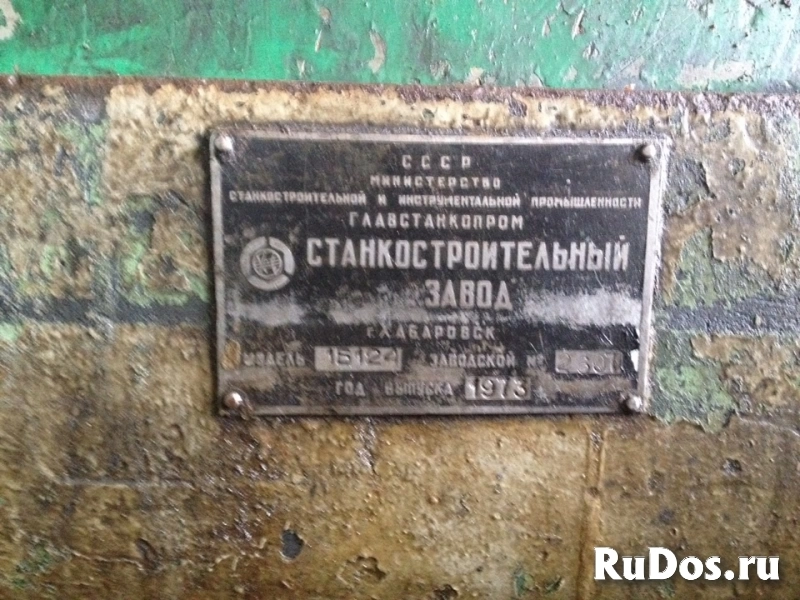 СССР
МИНИСТЕРСТВО
СТАНКОСТРОИТЕЛЬНОЙ И ИНСТРУМЕНТАЛЬНОЙ ПРОМЫШЛЕННОСТИ
ГЛАВСТАНКОПРОМ
СТАНКОСТРОИТЕЛЬНЫЙ
ЗАВОД
г.ХАБАРОВСК
МОДЕЛЬ 1Б124 ЗАВОДСКОЙ №
ГОД ВЫПУСКА 1973
RuDos.ru